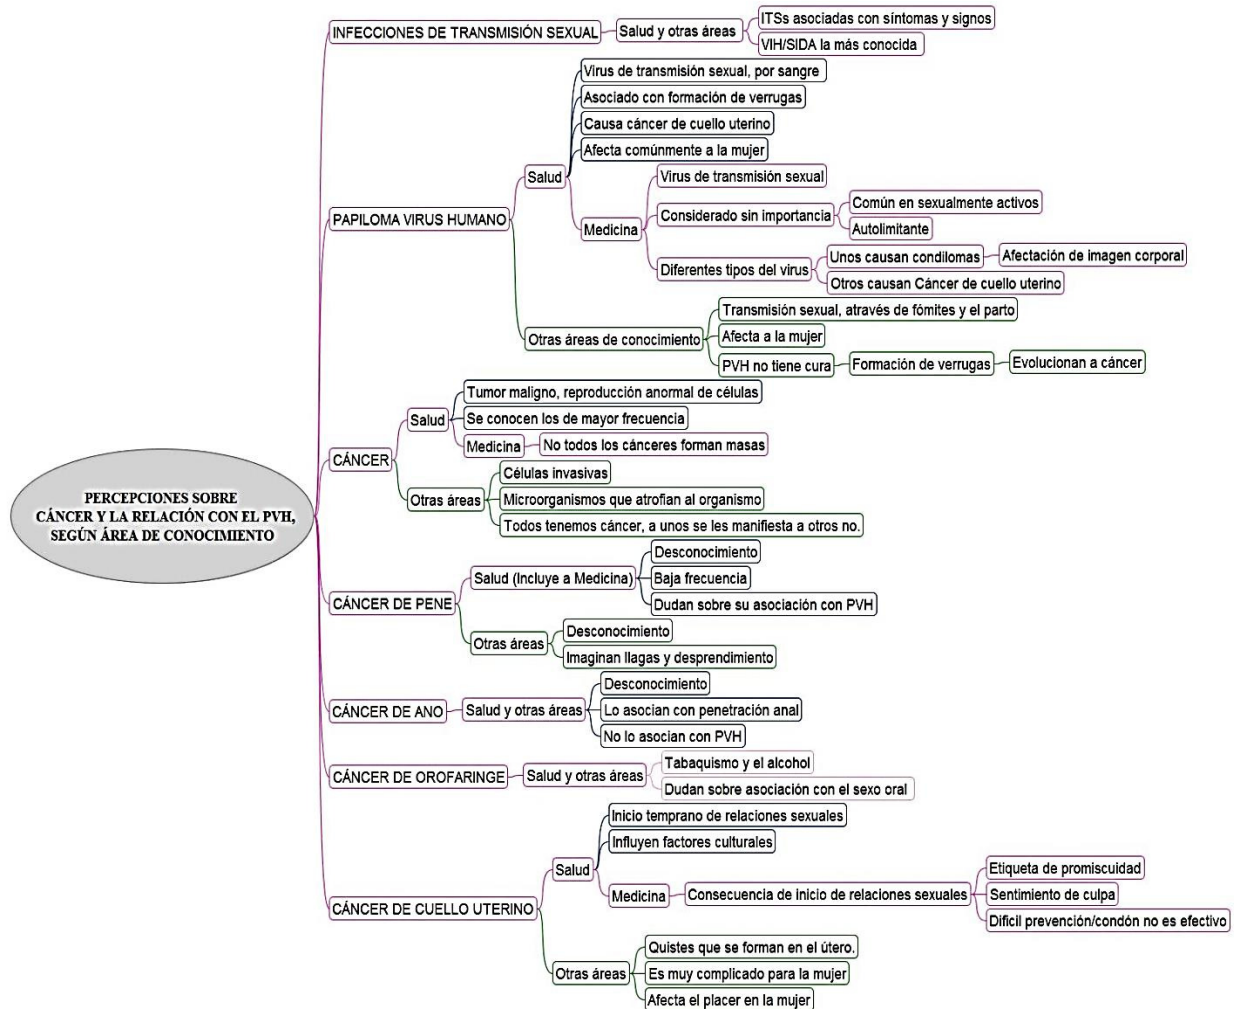 INFECCIONES DE TRANSMISIÓN SEXUAL
Salud y otras áreas
ITSs asociadas con síntomas y signos
VIH/SIDA la más conocida
PAPILOMA VIRUS HUMANO
Salud
Virus de transmisión sexual, por sangre
Asociado con formación de verrugas
Causa cáncer de cuello uterino
Afecta comúnmente a la mujer
Medicina
Virus de transmisión sexual
Considerado sin importancia
Común en sexualmente activos
Autolimitante
Diferentes tipos del virus
Unos causan condilomas
Afectación de imagen corporal
Otros causan Cáncer de cuello uterino
Otras áreas de conocimiento
Transmisión sexual, através de fómites y el parto
Afecta a la mujer
PVH no tiene cura
Formación de verrugas
Evolucionan a cáncer
PERCEPCIONES SOBRE
CÁNCER Y LA RELACIÓN CON EL PVH,
SEGÚN ÁREA DE CONOCIMIENTO
CÁNCER
Salud
Tumor maligno, reproducción anormal de células
Se conocen los de mayor frecuencia
Medicina
No todos los cánceres forman masas
Otras áreas
Células invasivas
Microorganismos que atrofian al organismo
Todos tenemos cáncer, a unos se les manifiesta a otros no.
CÁNCER DE PENE
Salud (Incluye a Medicina)
Desconocimiento
Baja frecuencia
Dudan sobre su asociación con PVH
Otras áreas
Desconocimiento
Imaginan llagas y desprendimiento
CÁNCER DE ANO
Salud y otras áreas
Desconocimiento
Lo asocian con penetración anal
No lo asocian con PVH
CÁNCER DE OROFARINGE
Salud y otras áreas
Tabaquismo y el alcohol
Dudan sobre asociación con el sexo oral
CÁNCER DE CUELLO UTERINO
Salud
Inicio temprano de relaciones sexuales
Influyen factores culturales
Medicina
Consecuencia de inicio de relaciones sexuales
Etiqueta de promiscuidad
Sentimiento de culpa
Difícil prevención/condón no es efectivo
Otras áreas
Quistes que se forman en el útero.
Es muy complicado para la mujer
Afecta el placer en la mujer